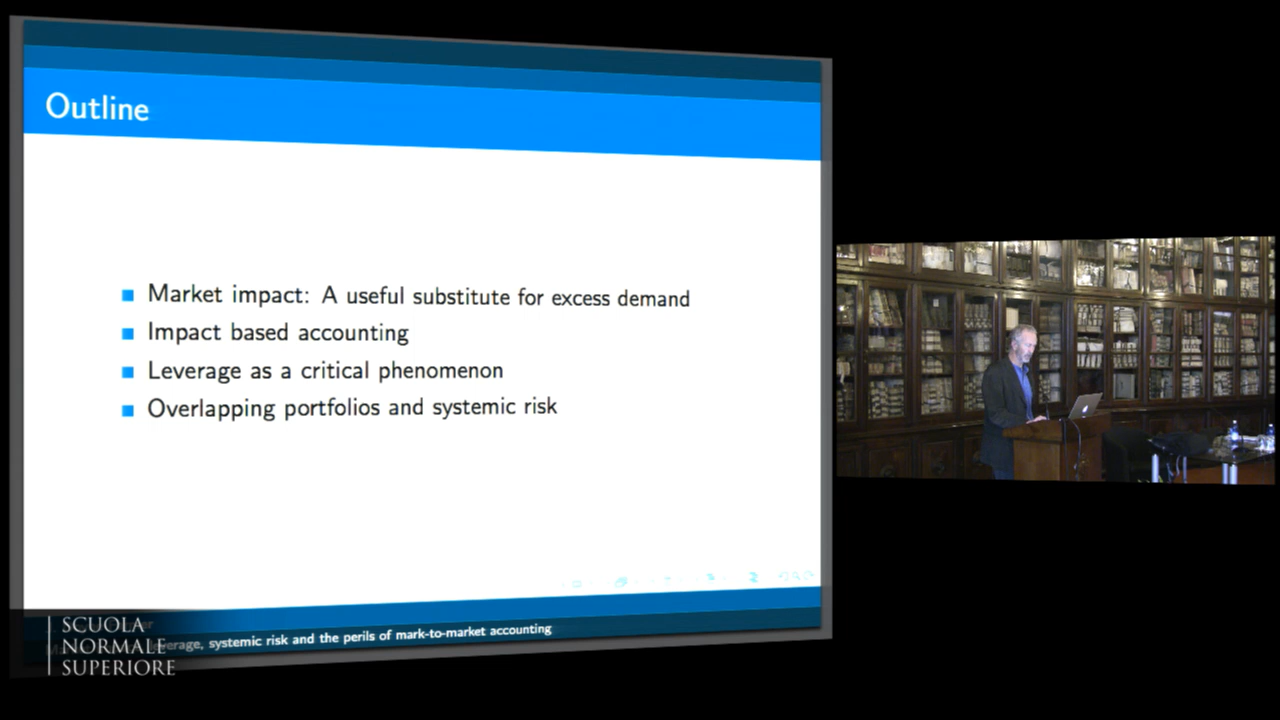 Outline
Market impact: A useful substitute for excess demand
Impact based accounting
Leverage as a critical phenomenon
Overlapping portfolios and systemic risk
systemic risk and the perils of mark-to-market accounting
SCUOLA
NORMALE
SUPERIORE